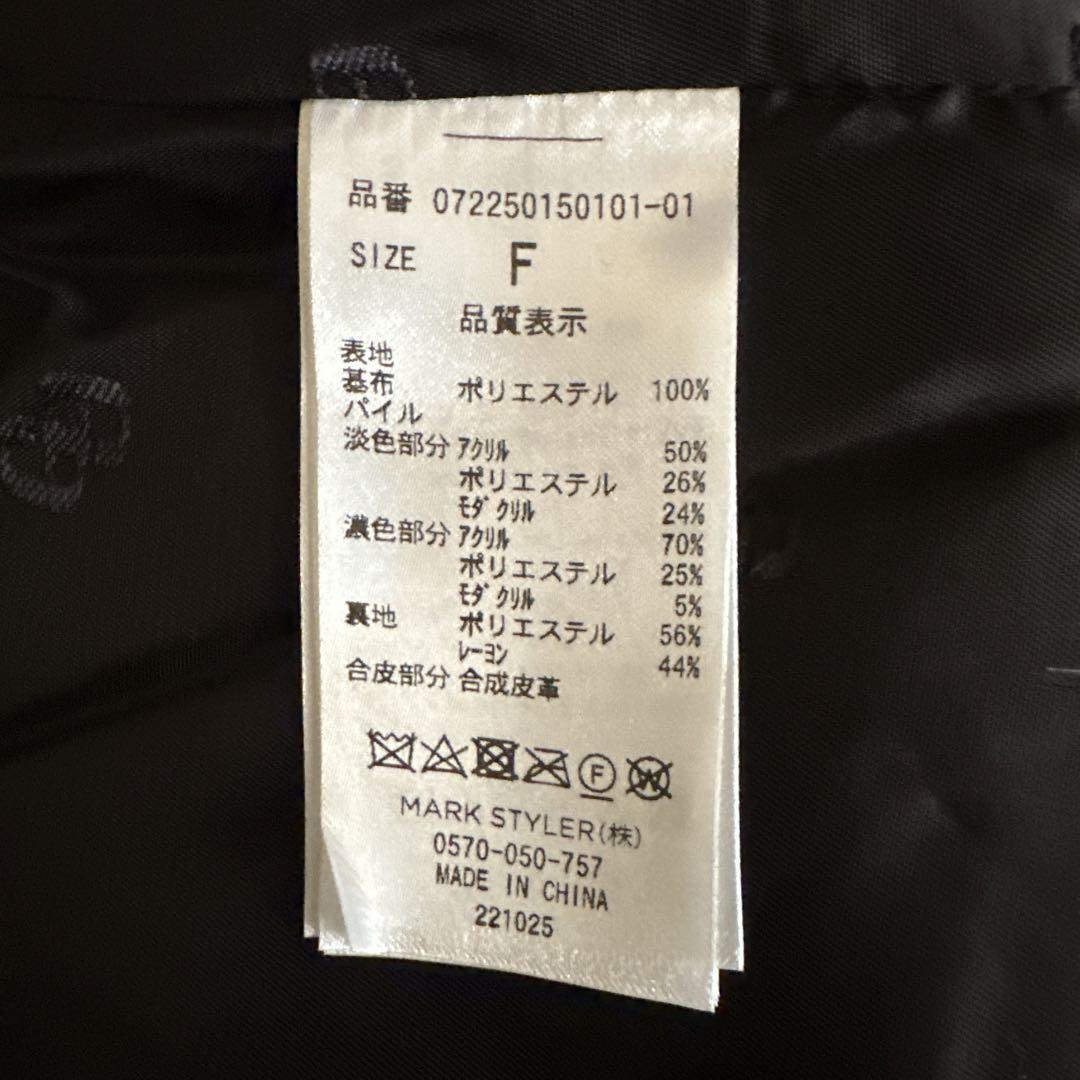 品番 072250150101-01
SIZE F
品質表示
表地
基布 ポリエステル 100%
パイル
淡色部分 ｱｸﾘﾙ 50%
ポリエステル 26%
ﾓﾀﾞｸﾘﾙ 24%
濃色部分 ｱｸﾘﾙ 70%
ポリエステル 25%
ﾓﾀﾞｸﾘﾙ 5%
裏地 ポリエステル 56%
ﾚｰﾖﾝ 44%
合皮部分 合成皮革
F W
MARK STYLER(株)
0570-050-757
MADE IN CHINA
221025